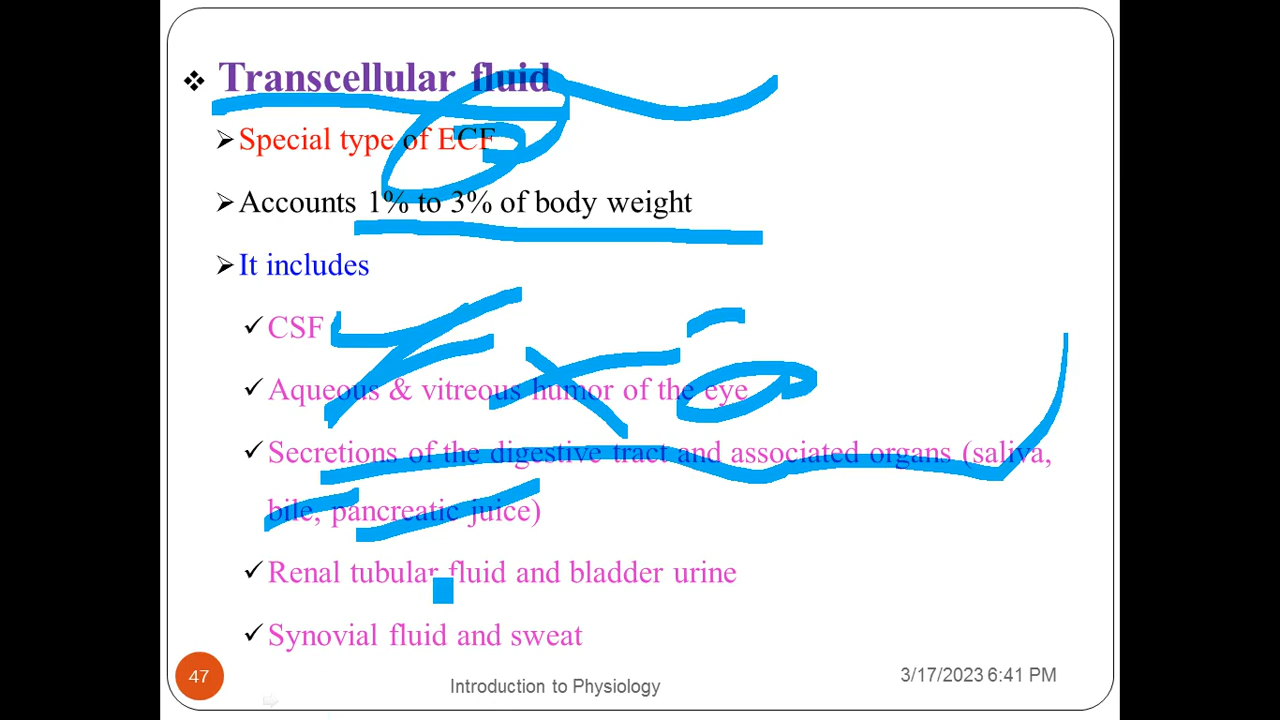 Transcellular fluid
Special type of ECF
Accounts 1% to 3% of body weight
It includes
CSF
Aqueous & vitreous humor of the eye
Secretions of the digestive tract and associated organs (saliva,
bile, pancreatic juice)
Renal tubular fluid and bladder urine
Synovial fluid and sweat
47
Introduction to Physiology
3/17/2023 6:41 PM